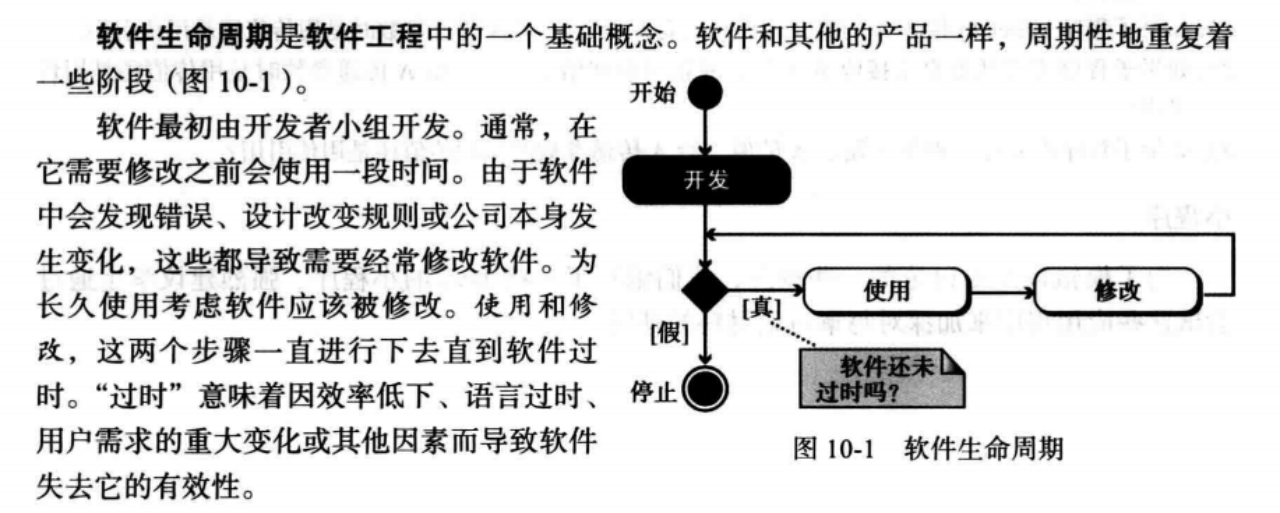 软件生命周期是软件工程中的一个基础概念。软件和其他的产品一样，周期性地重复着
一些阶段（图 10-1）。
软件最初由开发者小组开发。通常，在
它需要修改之前会使用一段时间。由于软件
中会发现错误、设计改变规则或公司本身发
生变化，这些都导致需要经常修改软件。为
长久使用考虑软件应该被修改。使用和修
改，这两个步骤一直进行下去直到软件过
时。“过时”意味着因效率低下、语言过时、
用户需求的重大变化或其他因素而导致软件
失去它的有效性。
开始
开发
使用
修改
[真]
[假]
软件还未
过时吗？
停止
图 10-1 软件生命周期